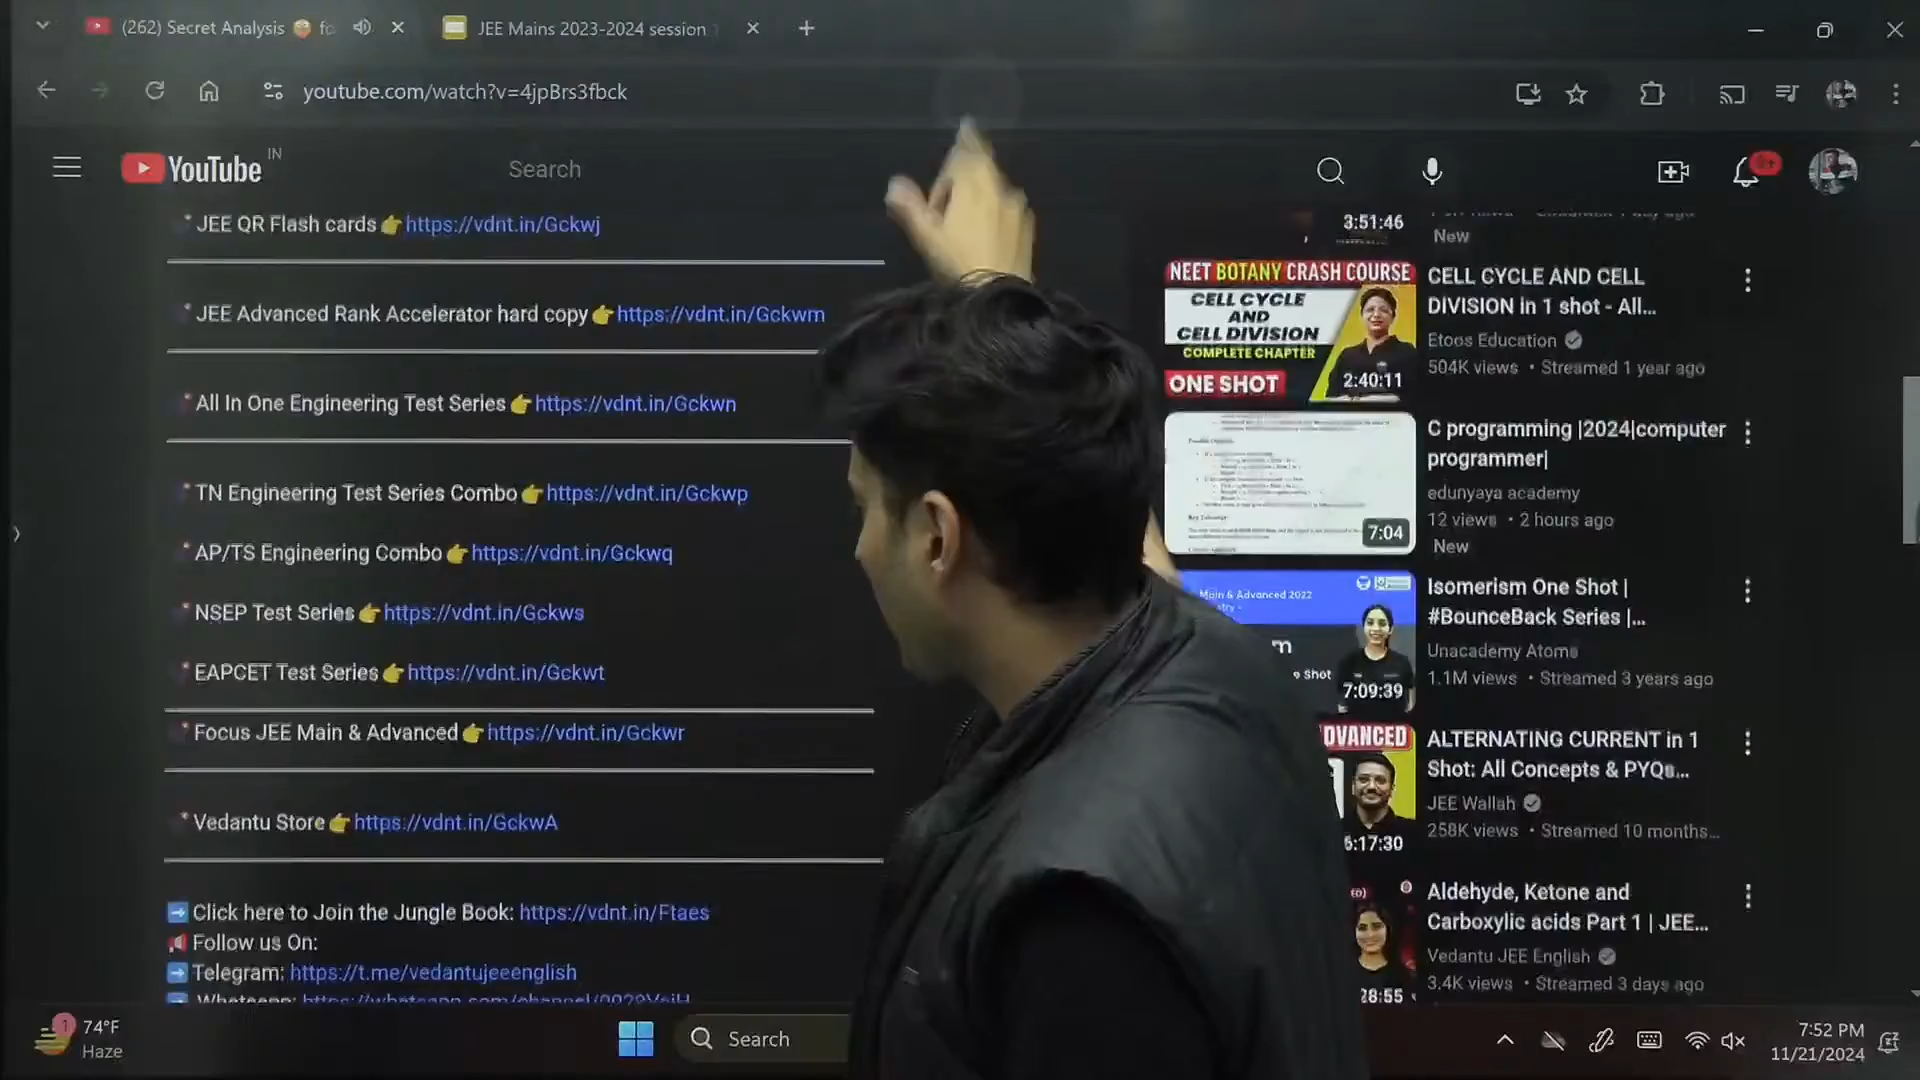 (262) Secret Analysis
JEE Mains 2023-2024 session
youtube.com/watch?v=4jpBrs3fbck
YouTube IN
Search
JEE QR Flash cards👉https://vdnt.in/Gckwj
JEE Advanced Rank Accelerator hard copy👉https://vdnt.in/Gckwm
All In One Engineering Test Series👉https://vdnt.in/Gckwn
TN Engineering Test Series Combo👉https://vdnt.in/Gckwp
AP/TS Engineering Combo👉https://vdnt.in/Gckwq
NSEP Test Series👉https://vdnt.in/Gckws
EAPCET Test Series👉https://vdnt.in/Gckwt
Focus JEE Main & Advanced👉https://vdnt.in/Gckwr
Vedantu Store👉https://vdnt.in/GckwA
➡️Click here to Join the Jungle Book: https://vdnt.in/Ftaes
Follow us On:
➡️Telegram: https://t.me/vedantujeeenglish
3:51:46
New
NEET BOTANY CRASH COURSE
CELL CYCLE
AND
CELL DIVISION
COMPLETE CHAPTER
ONE SHOT
2:40:11
CELL CYCLE AND CELL
DIVISION in 1 shot - All...
Etoos Education
504K views • Streamed 1 year ago
7:04
C programming |2024|computer
programmer|
edunyaya academy
12 views • 2 hours ago
New
Main & Advanced 2022
Shot
7:09:39
Isomerism One Shot |
#BounceBack Series |...
Unacademy Atoms
1.1M views • Streamed 3 years ago
DVANCED
6:17:30
ALTERNATING CURRENT in 1
Shot: All Concepts & PYQs...
JEE Wallah
258K views • Streamed 10 months...
28:55
Aldehyde, Ketone and
Carboxylic acids Part 1 | JEE...
Vedantu JEE English
3.4K views • Streamed 3 days ago
1
74°F
Haze
Search
7:52 PM
11/21/2024